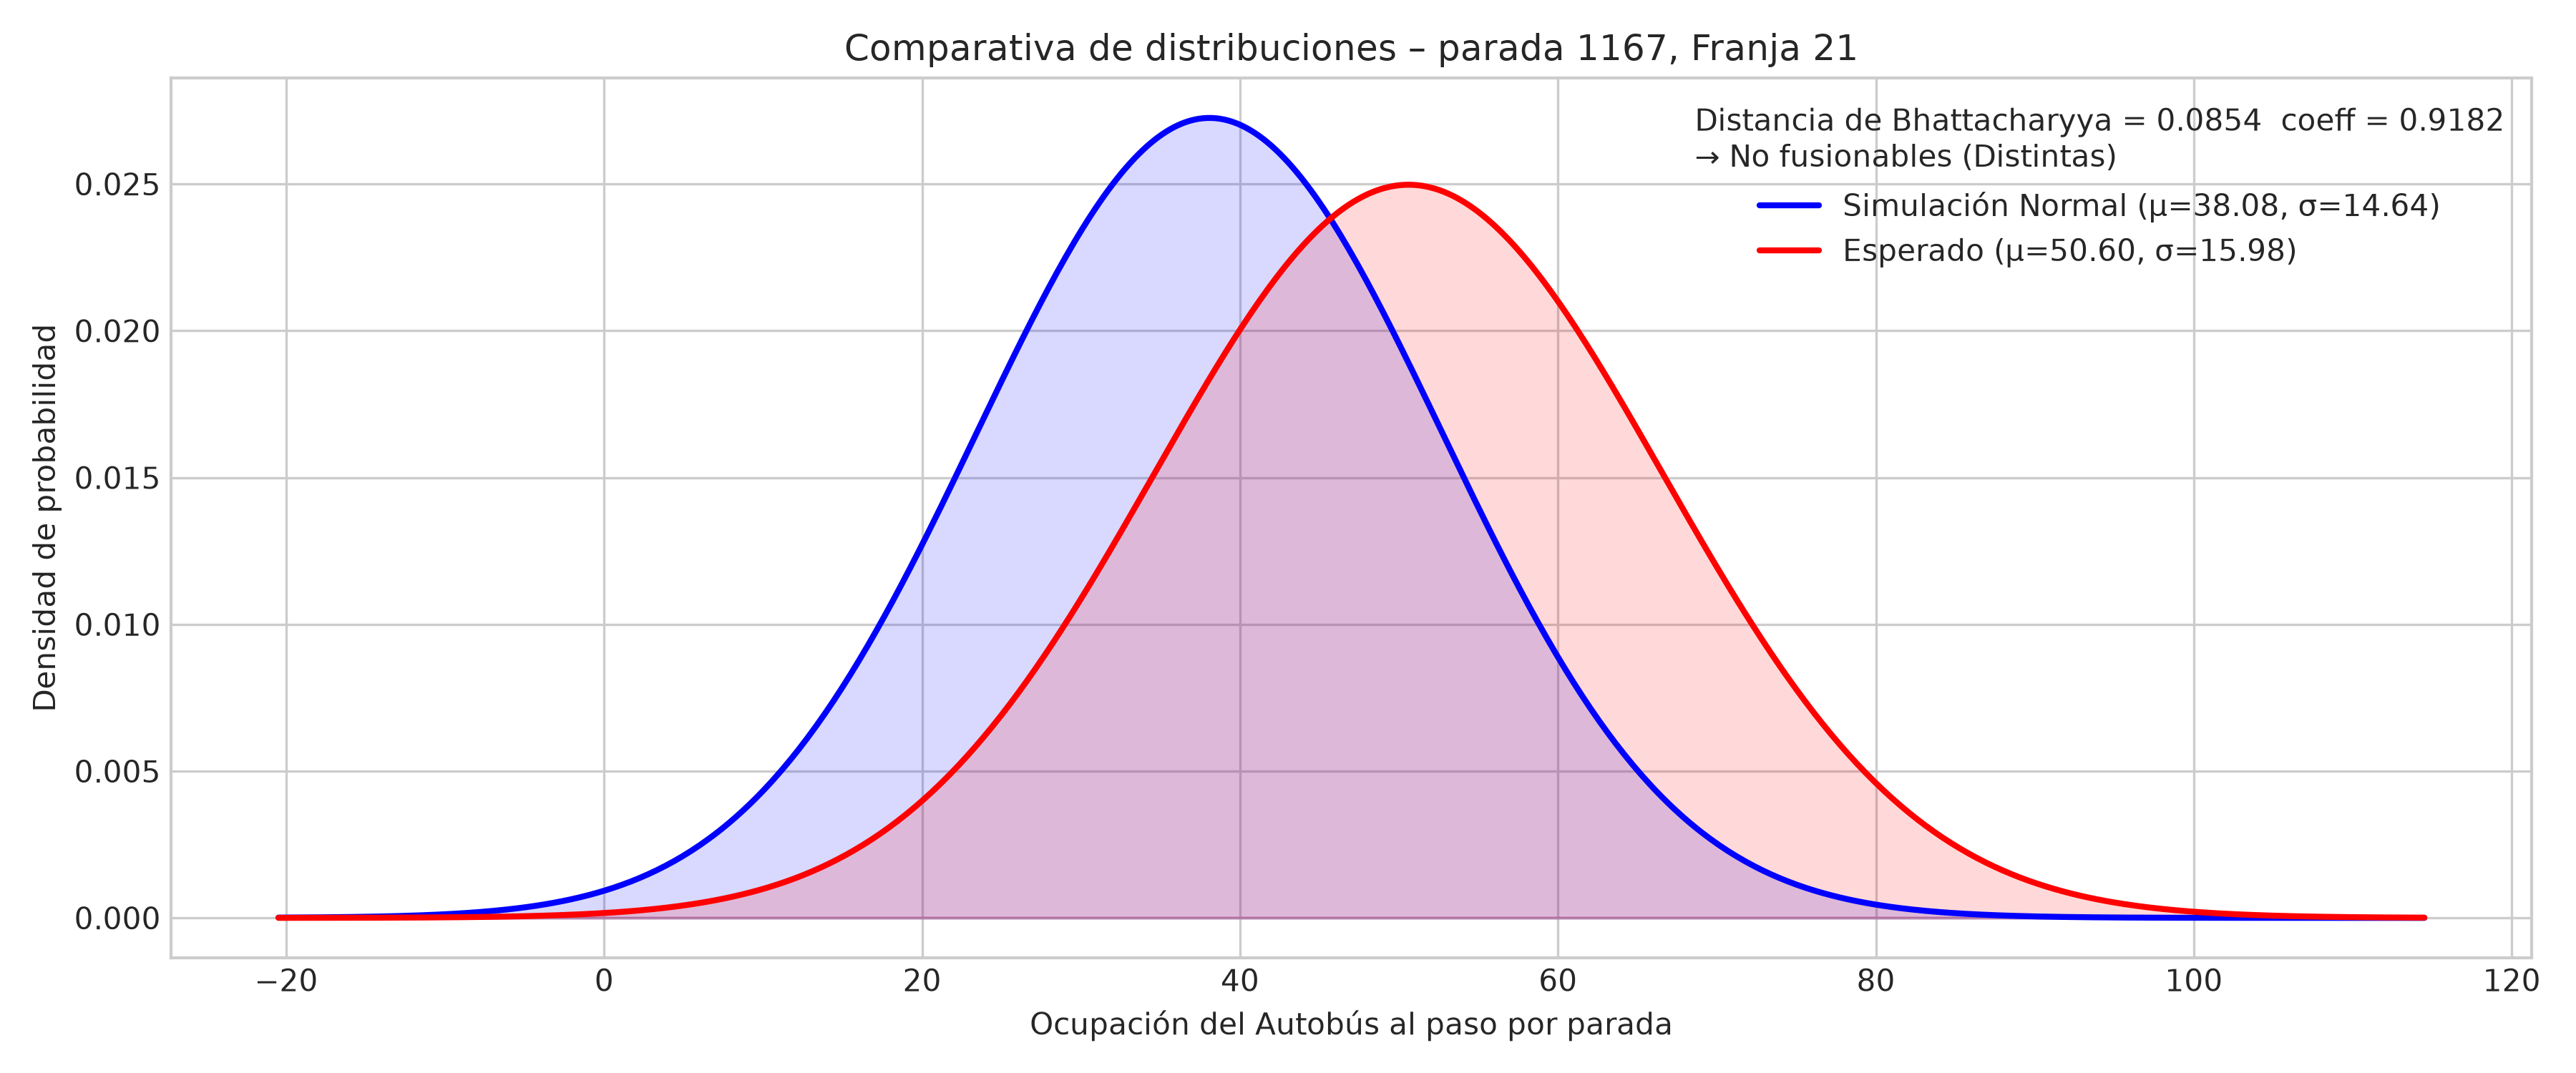 Comparativa de distribuciones – parada 1167, Franja 21
Distancia de Bhattacharyya = 0.0854  coeff = 0.9182
→ No fusionables (Distintas)
Simulación Normal (μ=38.08, σ=14.64)
Esperado (μ=50.60, σ=15.98)
Densidad de probabilidad
0.025
0.020
0.015
0.010
0.005
0.000
−20 0 20 40 60 80 100 120
Ocupación del Autobús al paso por parada